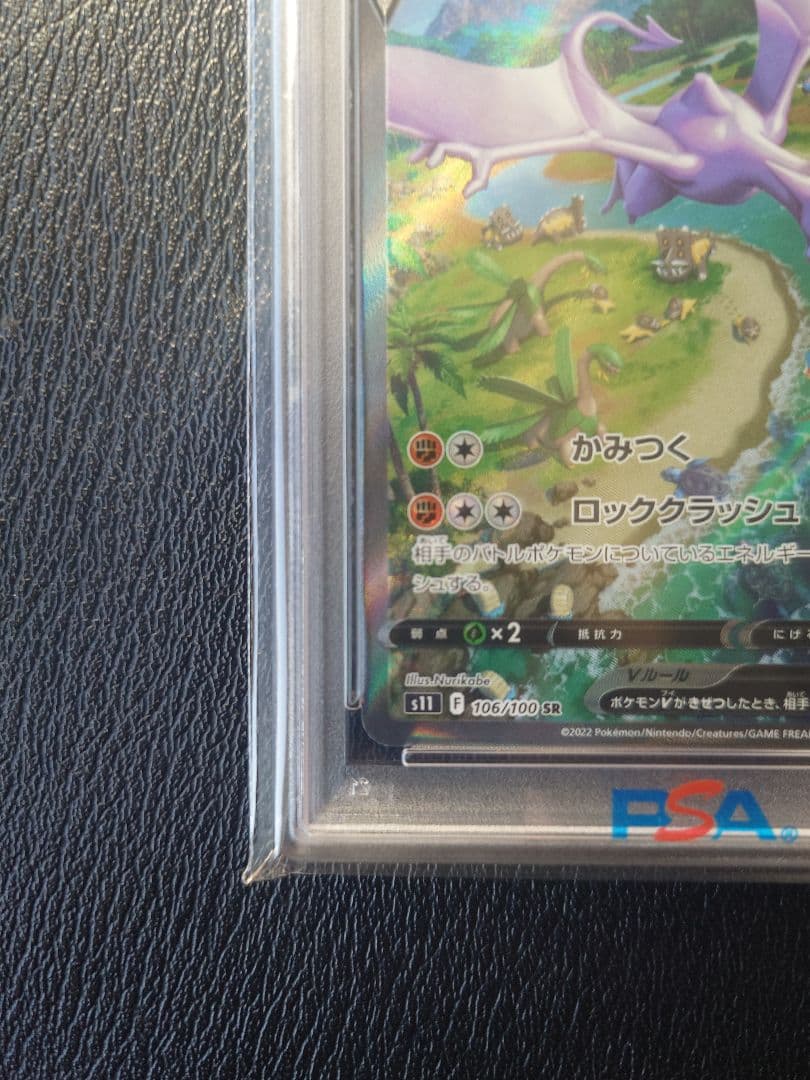 かみつく
ロッククラッシュ
相手のバトルポケモンについているエネルギー
シュする。
弱点 ×2 抵抗力 にげ
Vルール
Illus. Nurikabe
ポケモンVがきぜつしたとき、相手
s11 F 106/100 SR
©2022 Pokémon/Nintendo/Creatures/GAME FREA
PSA